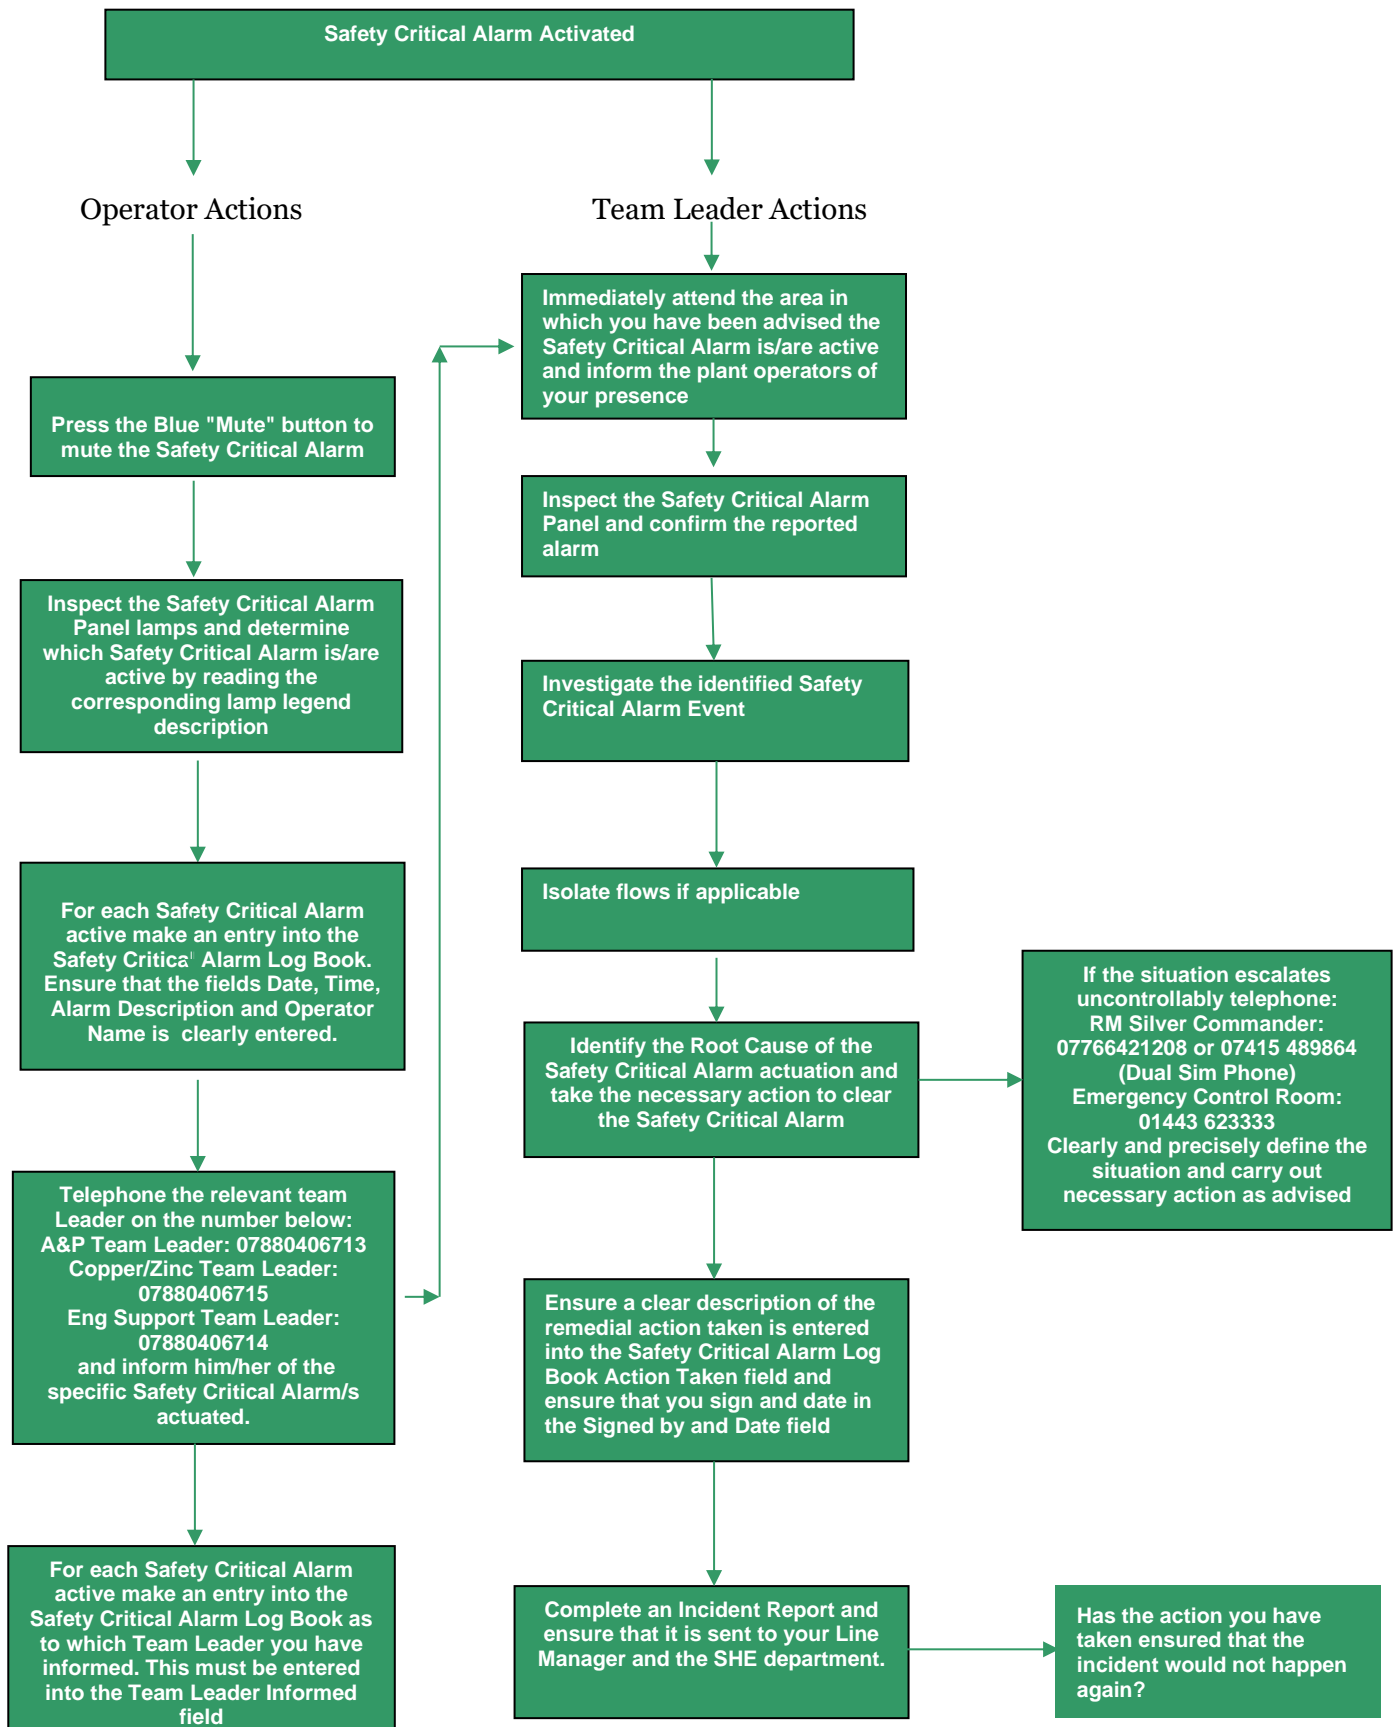 Safety Critical Alarm Activated
Operator Actions
Press the Blue "Mute" button to
mute the Safety Critical Alarm
Inspect the Safety Critical Alarm
Panel lamps and determine
which Safety Critical Alarm is/are
active by reading the
corresponding lamp legend
description
For each Safety Critical Alarm
active make an entry into the
Safety Critical Alarm Log Book.
Ensure that the fields Date, Time,
Alarm Description and Operator
Name is clearly entered.
Telephone the relevant team
Leader on the number below:
A&P Team Leader: 07880406713
Copper/Zinc Team Leader:
07880406715
Eng Support Team Leader:
07880406714
and inform him/her of the
specific Safety Critical Alarm/s
actuated.
For each Safety Critical Alarm
active make an entry into the
Safety Critical Alarm Log Book as
to which Team Leader you have
informed. This must be entered
into the Team Leader Informed
field
Team Leader Actions
Immediately attend the area in
which you have been advised the
Safety Critical Alarm is/are active
and inform the plant operators of
your presence
Inspect the Safety Critical Alarm
Panel and confirm the reported
alarm
Investigate the identified Safety
Critical Alarm Event
Isolate flows if applicable
Identify the Root Cause of the
Safety Critical Alarm actuation and
take the necessary action to clear
the Safety Critical Alarm
If the situation escalates
uncontrollably telephone:
RM Silver Commander:
07766421208 or 07415 489864
(Dual Sim Phone)
Emergency Control Room:
01443 623333
Clearly and precisely define the
situation and carry out
necessary action as advised
Ensure a clear description of the
remedial action taken is entered
into the Safety Critical Alarm Log
Book Action Taken field and
ensure that you sign and date in
the Signed by and Date field
Complete an Incident Report and
ensure that it is sent to your Line
Manager and the SHE department.
Has the action you have
taken ensured that the
incident would not happen
again?